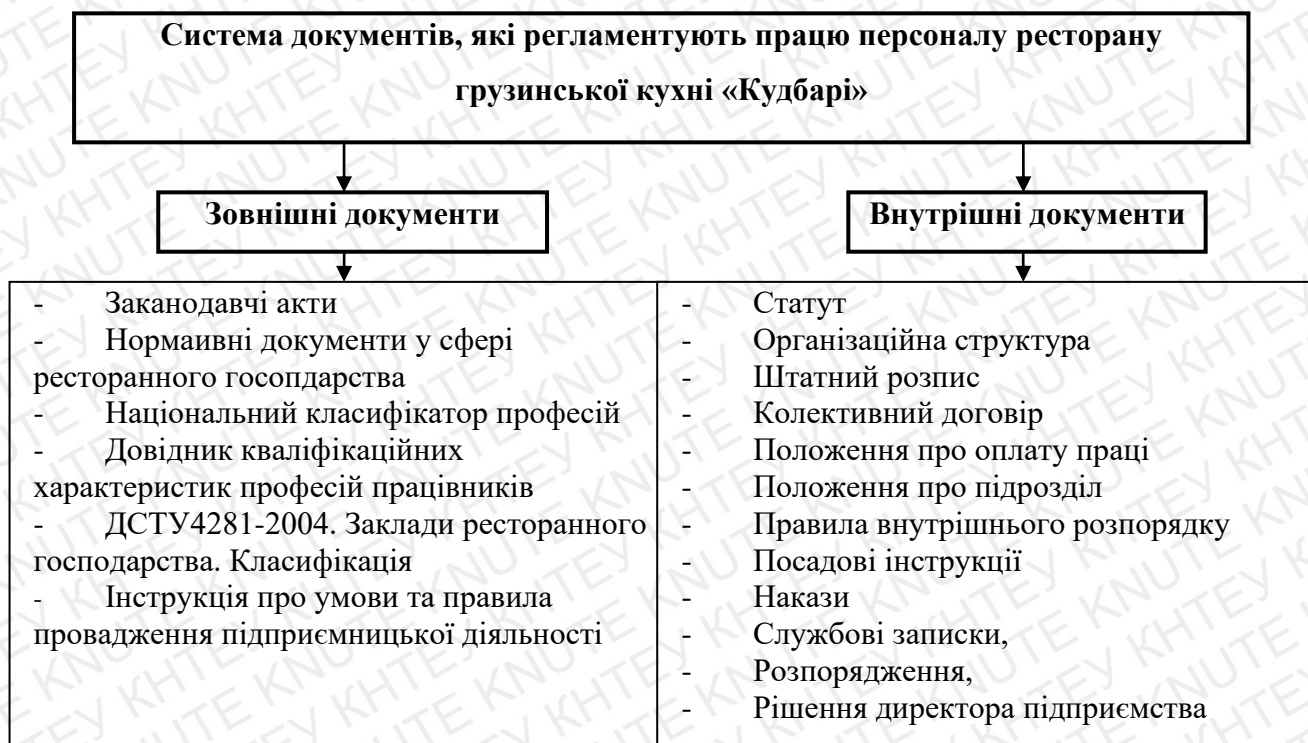 Система документів, які регламентують працю персоналу ресторану
грузинської кухні «Кудбарі»
Зовнішні документи
Внутрішні документи
- Заканодавчі акти
- Нормаивні документи у сфері
ресторанного госопдарства
- Національний класифікатор професій
- Довідник кваліфікаційних
характеристик професій працівників
- ДСТУ4281-2004. Заклади ресторанного
господарства. Класифікація
- Інструкція про умови та правила
провадження підприємницької діяльності
- Статут
- Організаційна структура
- Штатний розпис
- Колективний договір
- Положення про оплату праці
- Положення про підрозділ
- Правила внутрішнього розпорядку
- Посадові інструкції
- Накази
- Службові записки,
- Розпорядження,
- Рішення директора підприємства